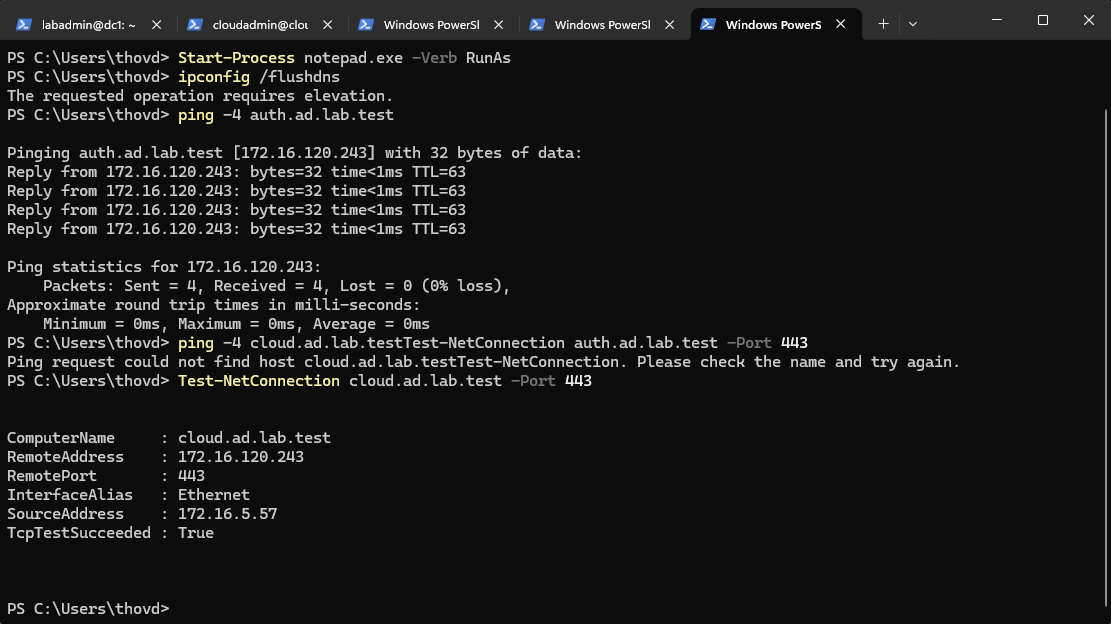 labadmin@dc1: ~
cloudadmin@clou
Windows PowerSl
Windows PowerSl
Windows PowerS
PS C:\Users\thovd> Start-Process notepad.exe -Verb RunAs
PS C:\Users\thovd> ipconfig /flushdns
The requested operation requires elevation.
PS C:\Users\thovd> ping -4 auth.ad.lab.test
Pinging auth.ad.lab.test [172.16.120.243] with 32 bytes of data:
Reply from 172.16.120.243: bytes=32 time<1ms TTL=63
Reply from 172.16.120.243: bytes=32 time<1ms TTL=63
Reply from 172.16.120.243: bytes=32 time<1ms TTL=63
Reply from 172.16.120.243: bytes=32 time<1ms TTL=63
Ping statistics for 172.16.120.243:
    Packets: Sent = 4, Received = 4, Lost = 0 (0% loss),
Approximate round trip times in milli-seconds:
    Minimum = 0ms, Maximum = 0ms, Average = 0ms
PS C:\Users\thovd> ping -4 cloud.ad.lab.testTest-NetConnection auth.ad.lab.test -Port 443
Ping request could not find host cloud.ad.lab.testTest-NetConnection. Please check the name and try again.
PS C:\Users\thovd> Test-NetConnection cloud.ad.lab.test -Port 443
ComputerName     : cloud.ad.lab.test
RemoteAddress    : 172.16.120.243
RemotePort       : 443
InterfaceAlias   : Ethernet
SourceAddress    : 172.16.5.57
TcpTestSucceeded : True
PS C:\Users\thovd>